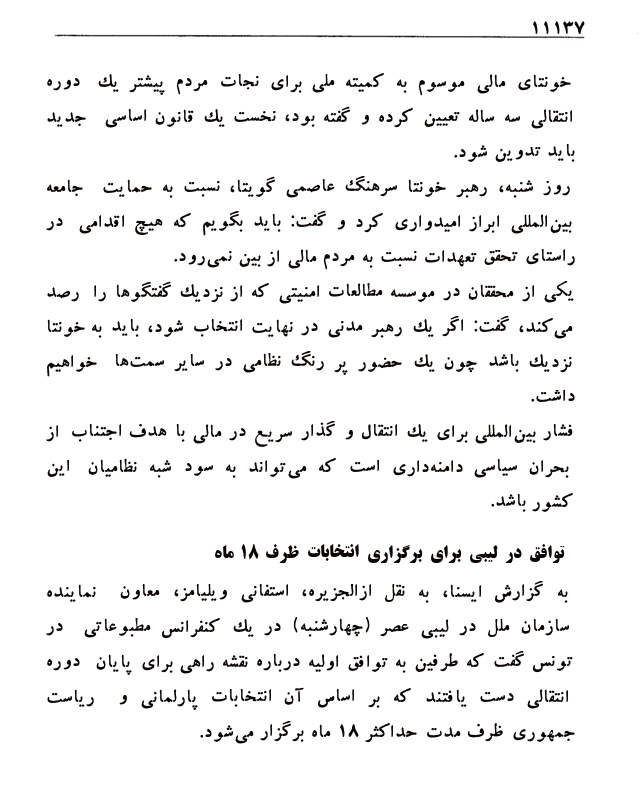 ۱۱۱۳۷
خونتای مالی موسوم به کمیته ملی برای نجات مردم پیشتر یك دوره
انتقالی سه ساله تعیین کرده و گفته بود، نخست یك قانون اساسی جدید
باید تدوین شود.
روز شنبه، رهبر خونتا سرهنگ عاصمی گویتا، نسبت به حمایت جامعه
بین‌المللی ابراز امیدواری کرد و گفت: باید بگویم که هیچ اقدامی در
راستای تحقق تعهدات نسبت به مردم مالی از بین نمی‌رود.
یکی از محققان در موسسه مطالعات امنیتی که از نزدیك گفتگوها را رصد
می‌کند، گفت: اگر یك رهبر مدنی در نهایت انتخاب شود، باید به خونتا
نزدیك باشد چون یك حضور پر رنگ نظامی در سایر سمت‌ها خواهیم
داشت.
فشار بین‌المللی برای یك انتقال و گذار سریع در مالی با هدف اجتناب از
بحران سیاسی دامنه‌داری است که می‌تواند به سود شبه نظامیان این
کشور باشد.
توافق در لیبی برای برگزاری انتخابات ظرف ۱۸ ماه
به گزارش ایسنا، به نقل ازالجزیره، استفانی ویلیامز، معاون نماینده
سازمان ملل در لیبی عصر (چهارشنبه) در یك کنفرانس مطبوعاتی در
تونس گفت که طرفین به توافق اولیه درباره نقشه راهی برای پایان دوره
انتقالی دست یافتند که بر اساس آن انتخابات پارلمانی و ریاست
جمهوری ظرف مدت حداکثر ۱۸ ماه برگزار می‌شود.